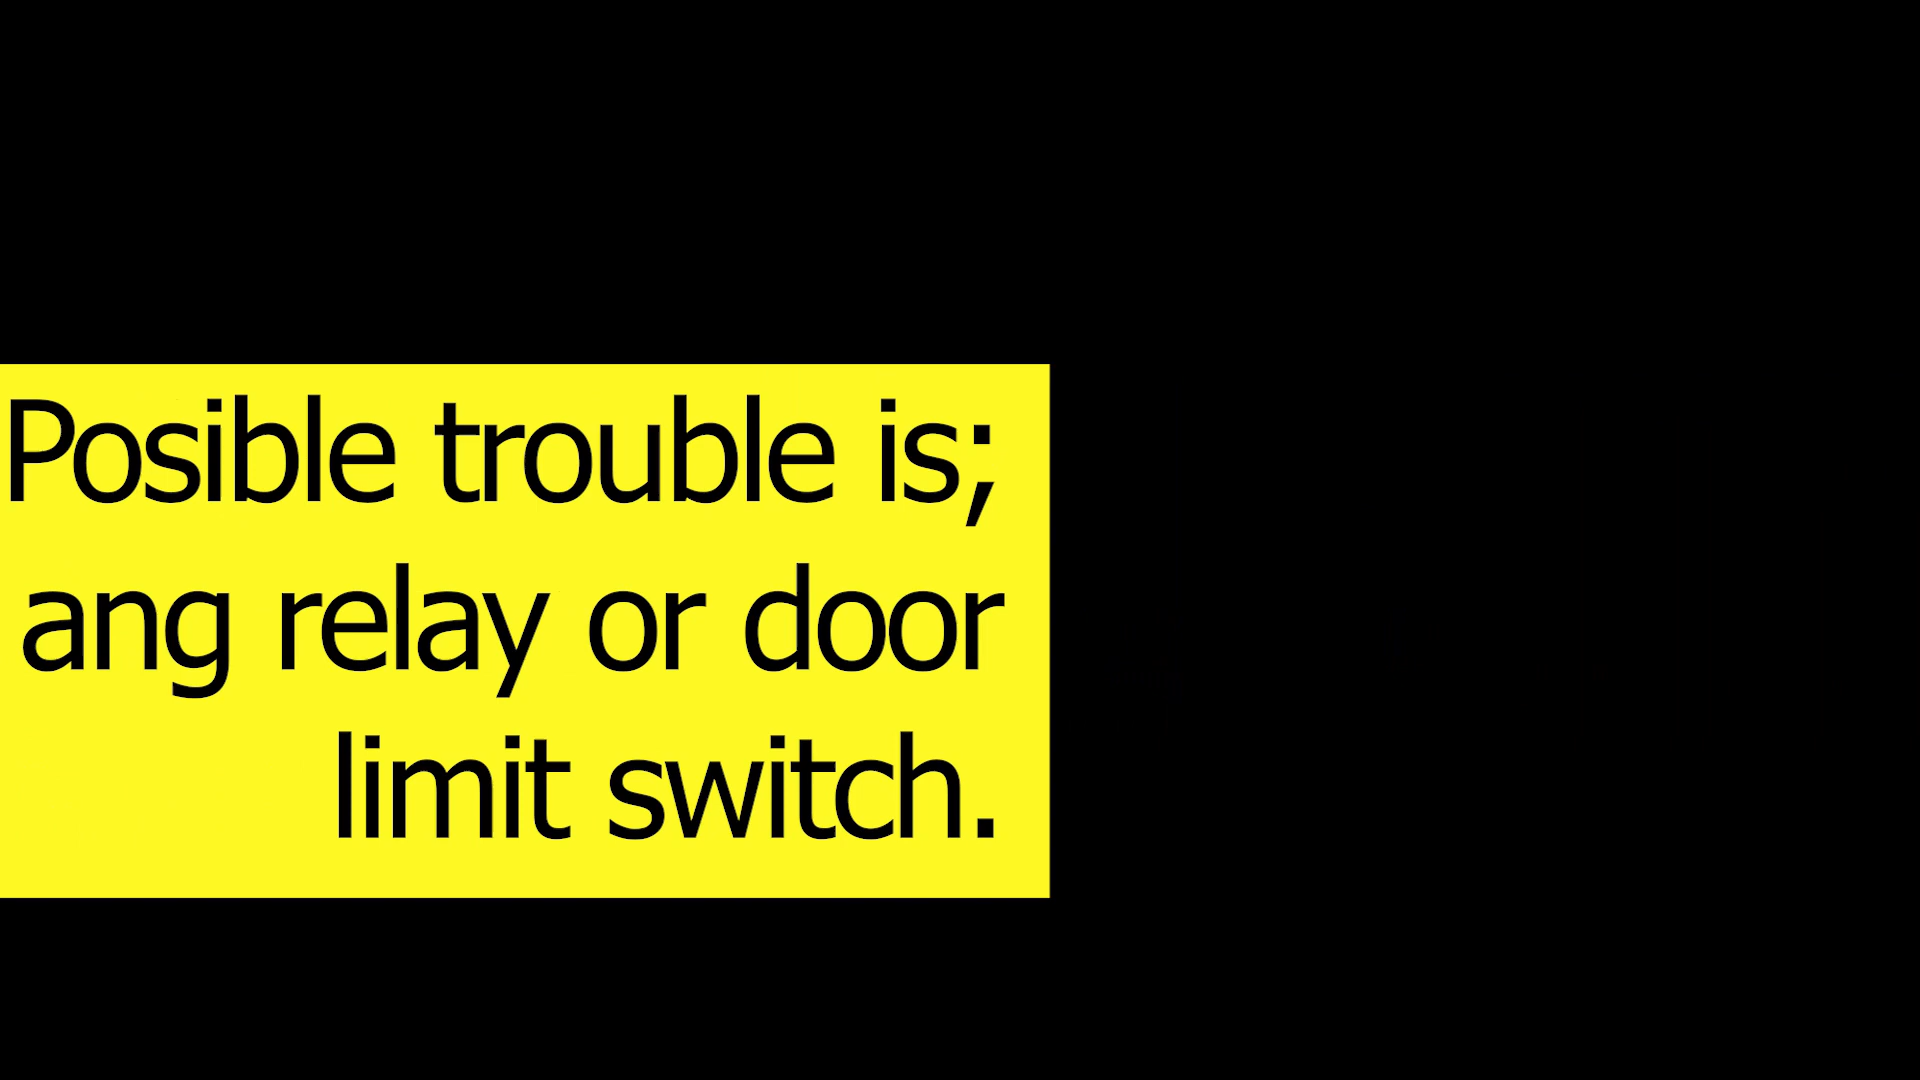 Posible trouble is;
ang relay or door
limit switch.